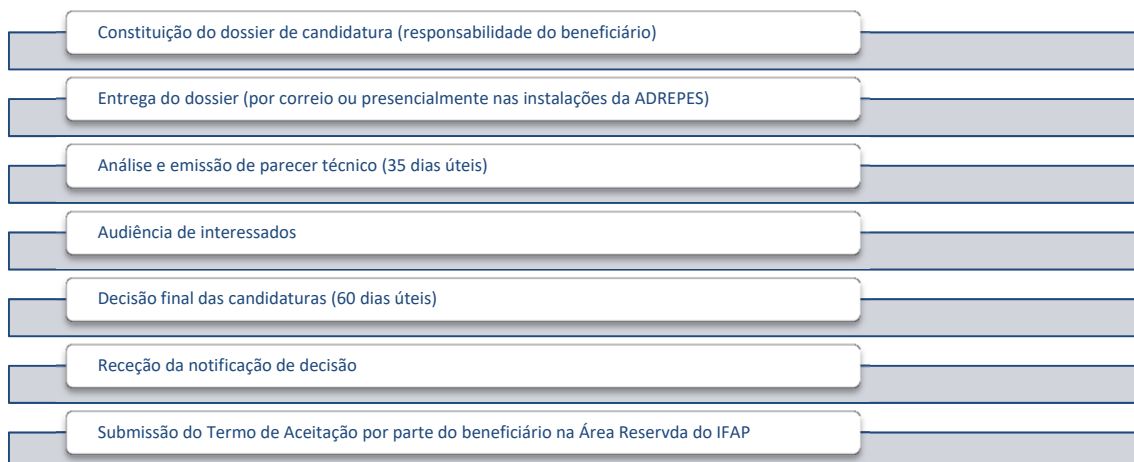 Constituição do dossier de candidatura (responsabilidade do beneficiário)
Entrega do dossier (por correio ou presencialmente nas instalações da ADREPES)
Análise e emissão de parecer técnico (35 dias úteis)
Audiência de interessados
Decisão final das candidaturas (60 dias úteis)
Receção da notificação de decisão
Submissão do Termo de Aceitação por parte do beneficiário na Área Reservda do IFAP